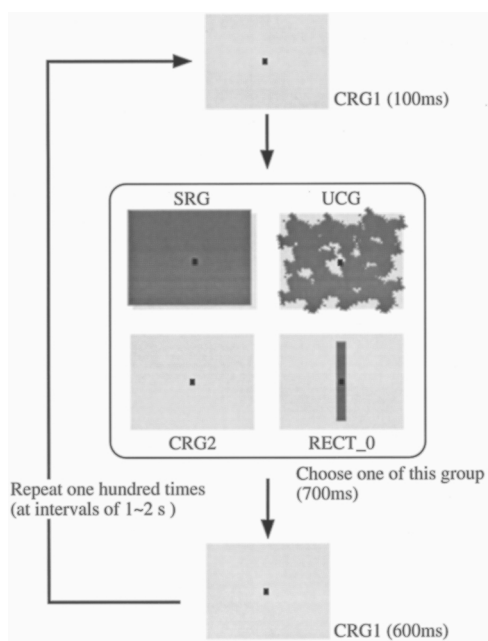 CRG1 (100ms)
SRG UCG
CRG2 RECT_0
Choose one of this group
(700ms)
Repeat one hundred times
(at intervals of 1~2 s )
CRG1 (600ms)